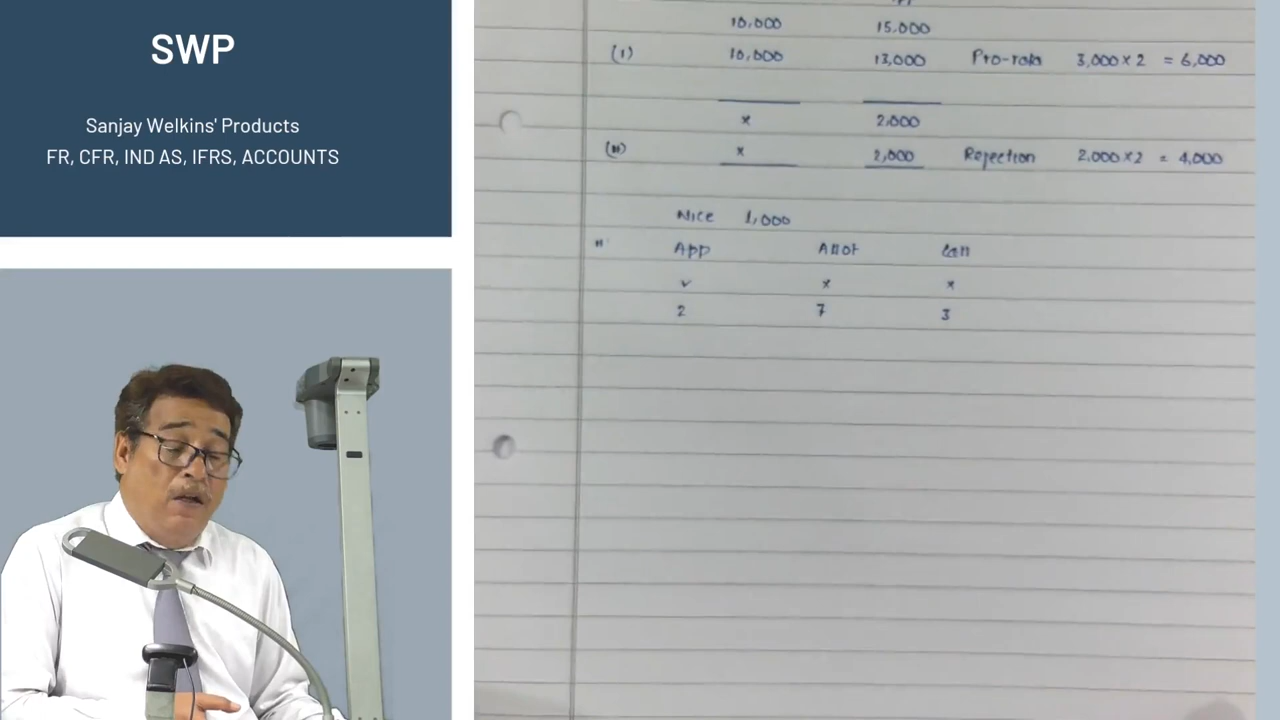 SWP
Sanjay Welkins' Products
FR, CFR, IND AS, IFRS, ACCOUNTS
10,000 15,000
(I) 10,000 13,000 Pro-rata 3,000 x 2 = 6,000
x 2,000
(II) x 2,000 Rejection 2,000 x 2 = 4,000
Nice 1,000
" App Allot Call
✓ x x
2 7 3